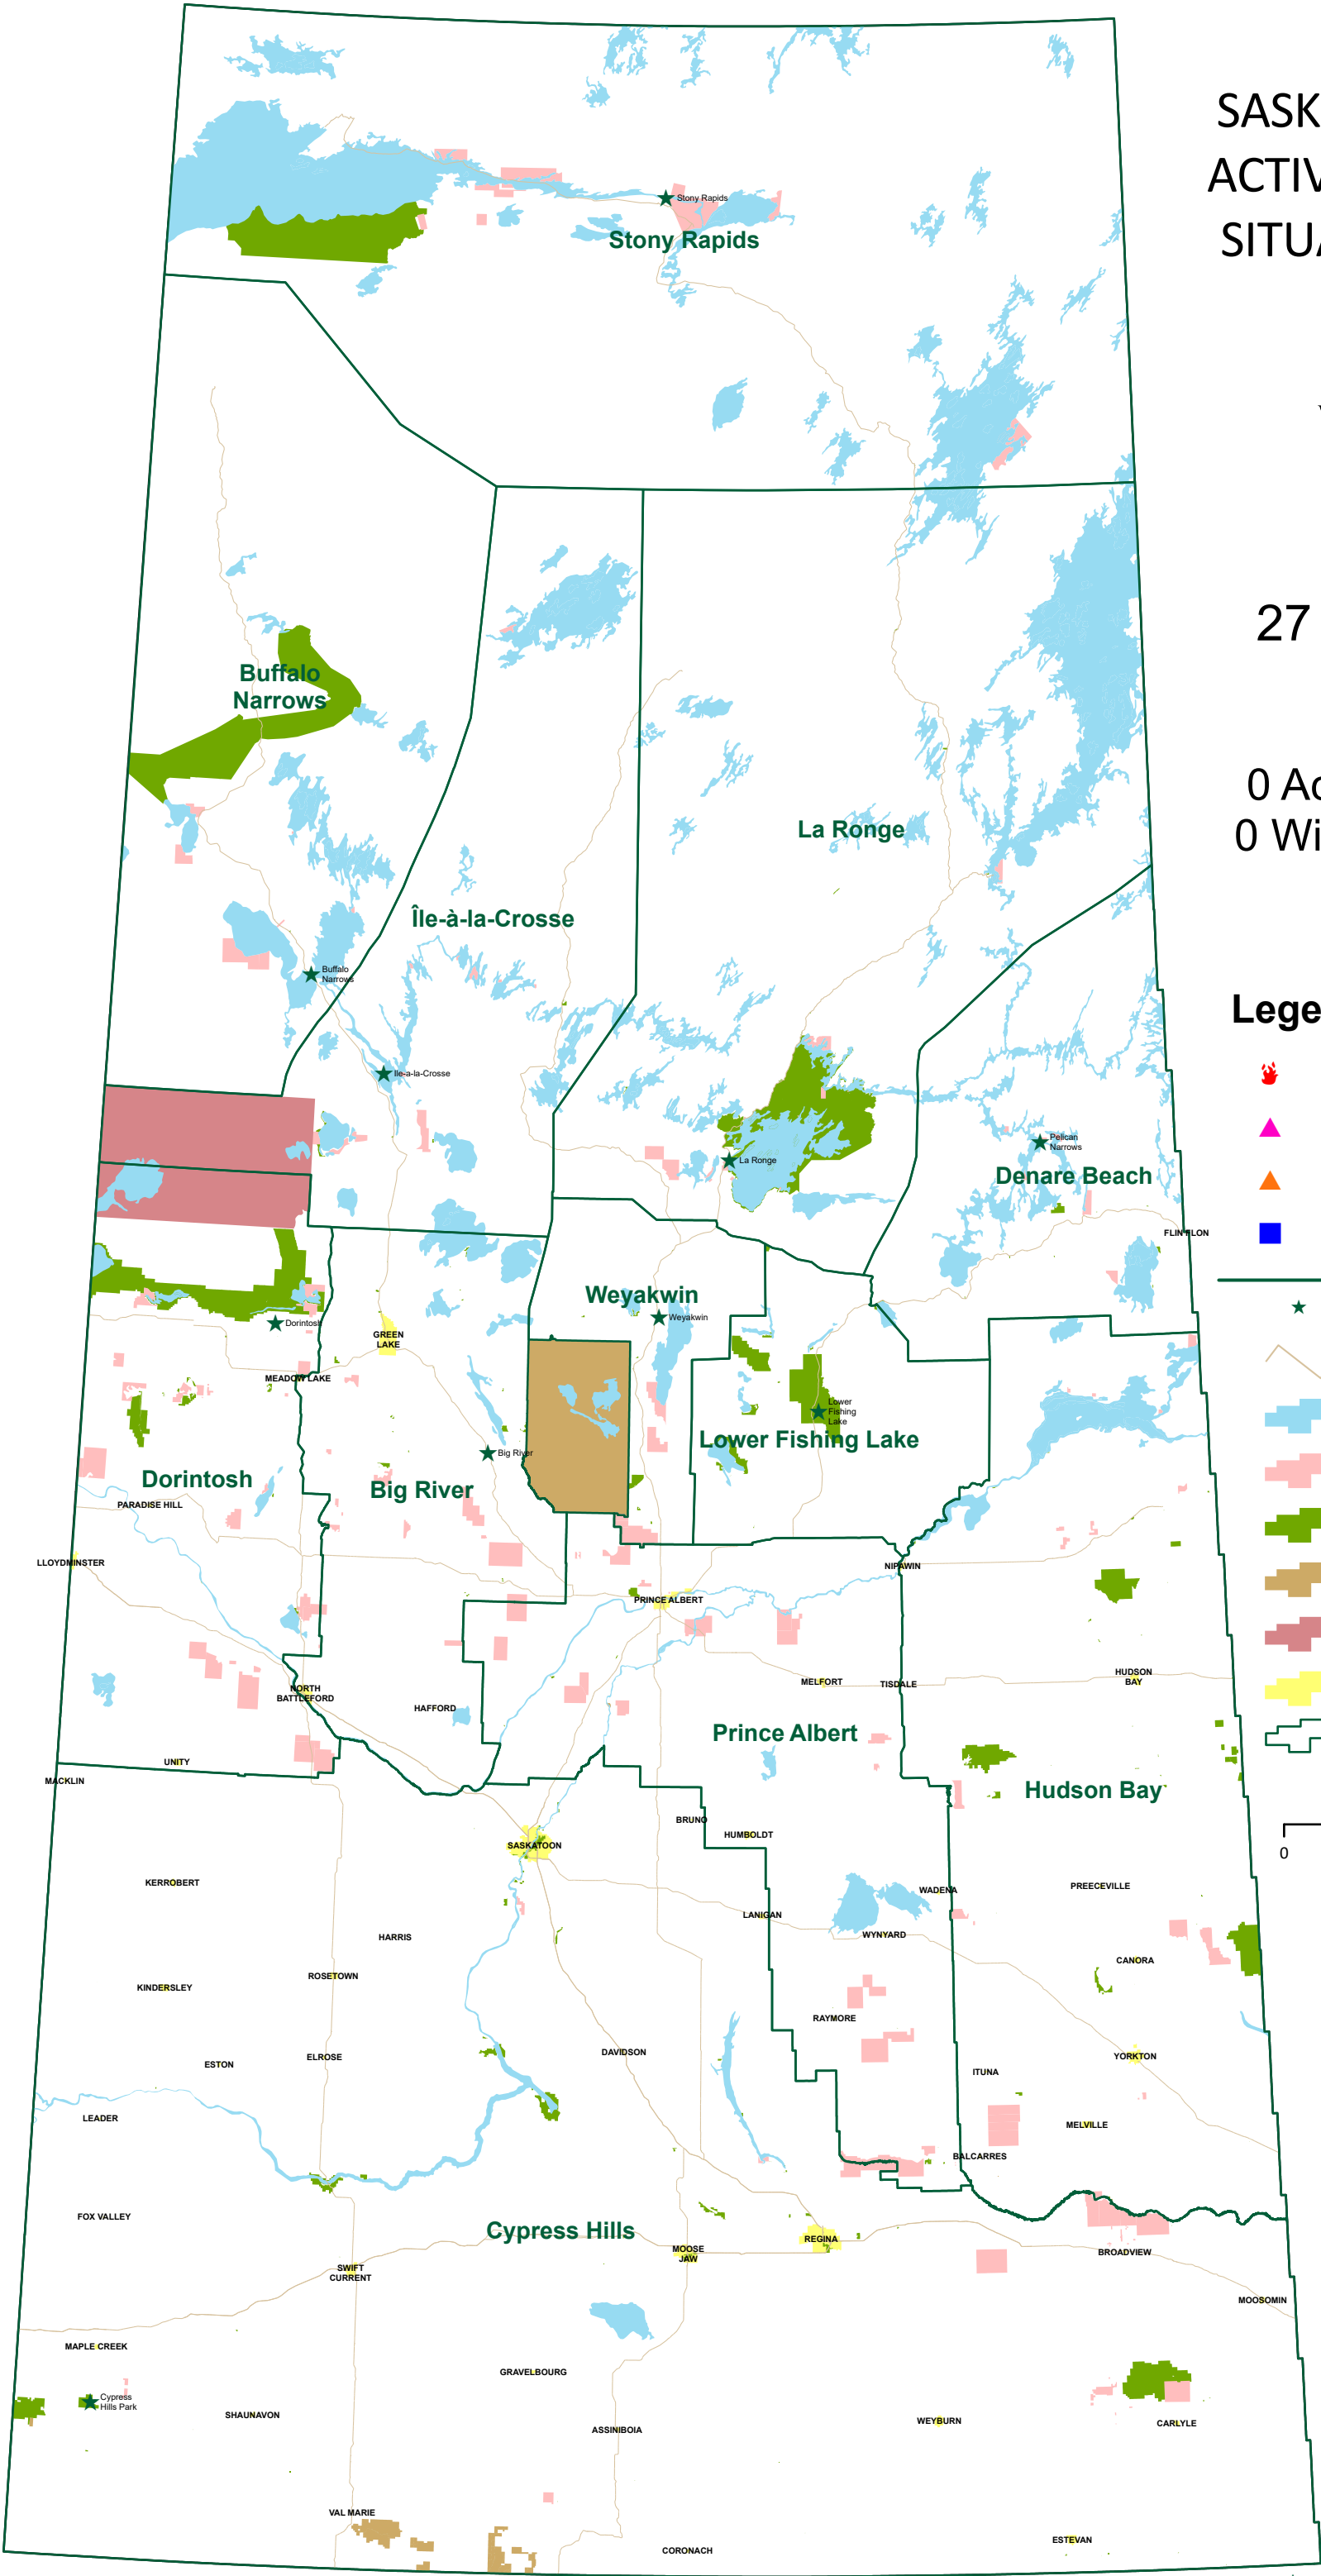 SASK
ACTIV
SITUA
Stony Rapids
Stony Rapids
27
Buffalo
Narrows
0 Ac
0 Wi
La Ronge
Île-à-la-Crosse
Buffalo
Narrows
Lege
Ile-a-la-Crosse
Pelican
Narrows
La Ronge
Denare Beach
FLIN FLON
Weyakwin
Weyakwin
Dorintosh
GREEN
LAKE
MEADOW LAKE
Lower
Fishing
Lake
Lower Fishing Lake
Big River
Dorintosh
Big River
PARADISE HILL
LLOYDMINSTER
NIPAWIN
PRINCE ALBERT
HUDSON
BAY
MELFORT
TISDALE
NORTH
BATTLEFORD
HAFFORD
Prince Albert
UNITY
MACKLIN
Hudson Bay
BRUNO
HUMBOLDT
SASKATOON
0
KERROBERT
WADENA
PREECEVILLE
LANIGAN
WYNYARD
HARRIS
CANORA
ROSETOWN
KINDERSLEY
RAYMORE
DAVIDSON
YORKTON
ELROSE
ESTON
ITUNA
LEADER
MELVILLE
BALCARRES
FOX VALLEY
Cypress Hills
REGINA
MOOSE
JAW
BROADVIEW
SWIFT
CURRENT
MOOSOMIN
MAPLE CREEK
GRAVELBOURG
Cypress
Hills Park
SHAUNAVON
WEYBURN
CARLYLE
ASSINIBOIA
VAL MARIE
ESTEVAN
CORONACH